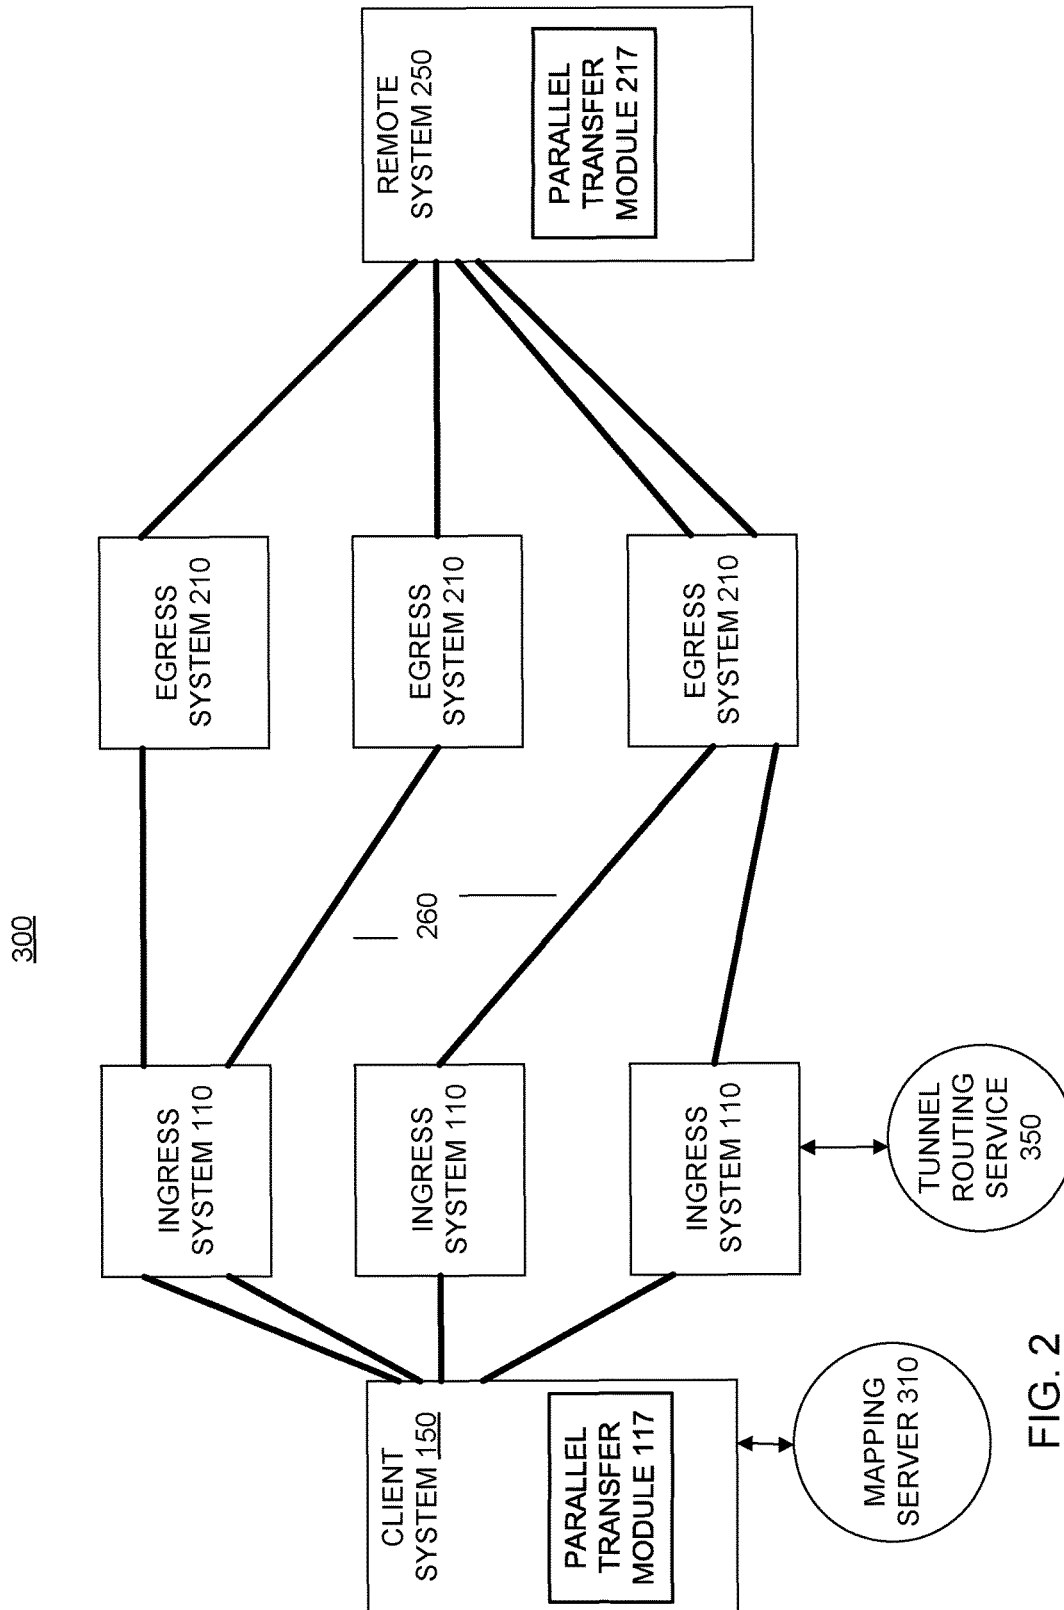 300
CLIENT
SYSTEM 150
PARALLEL
TRANSFER
MODULE 117
MAPPING
SERVER 310
INGRESS
SYSTEM 110
INGRESS
SYSTEM 110
INGRESS
SYSTEM 110
TUNNEL
ROUTING
SERVICE
350
260
EGRESS
SYSTEM 210
EGRESS
SYSTEM 210
EGRESS
SYSTEM 210
REMOTE
SYSTEM 250
PARALLEL
TRANSFER
MODULE 217
FIG. 2